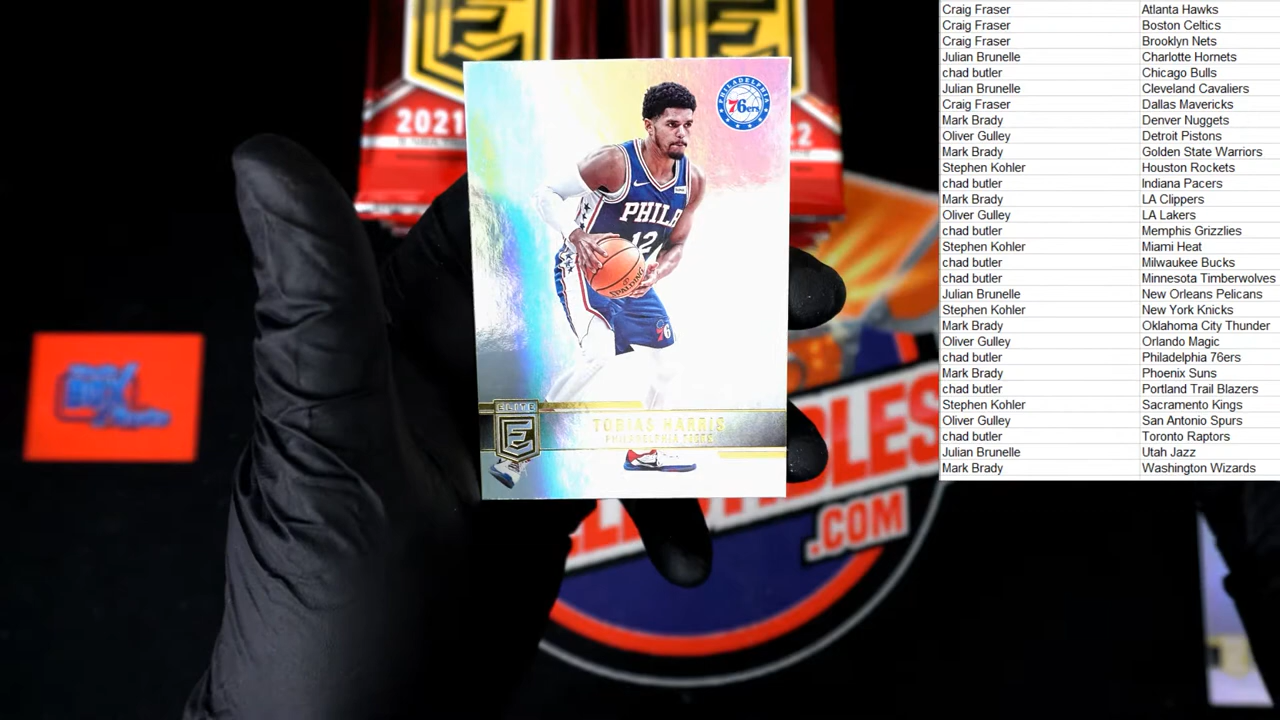 Craig Fraser Atlanta Hawks
Craig Fraser Boston Celtics
Craig Fraser Brooklyn Nets
Julian Brunelle Charlotte Hornets
chad butler Chicago Bulls
Julian Brunelle Cleveland Cavaliers
Craig Fraser Dallas Mavericks
Mark Brady Denver Nuggets
Oliver Gulley Detroit Pistons
Mark Brady Golden State Warriors
Stephen Kohler Houston Rockets
chad butler Indiana Pacers
Mark Brady LA Clippers
Oliver Gulley LA Lakers
chad butler Memphis Grizzlies
Stephen Kohler Miami Heat
chad butler Milwaukee Bucks
chad butler Minnesota Timberwolves
Julian Brunelle New Orleans Pelicans
Stephen Kohler New York Knicks
Mark Brady Oklahoma City Thunder
Oliver Gulley Orlando Magic
chad butler Philadelphia 76ers
Mark Brady Phoenix Suns
chad butler Portland Trail Blazers
Stephen Kohler Sacramento Kings
Oliver Gulley San Antonio Spurs
chad butler Toronto Raptors
Julian Brunelle Utah Jazz
Mark Brady Washington Wizards
2021
22
PHILADELPHIA
76ers
PHILA
12
SPALDING
ELITE
E
TOBIAS HARRIS
PHILADELPHIA 76ERS
.COM
BOX